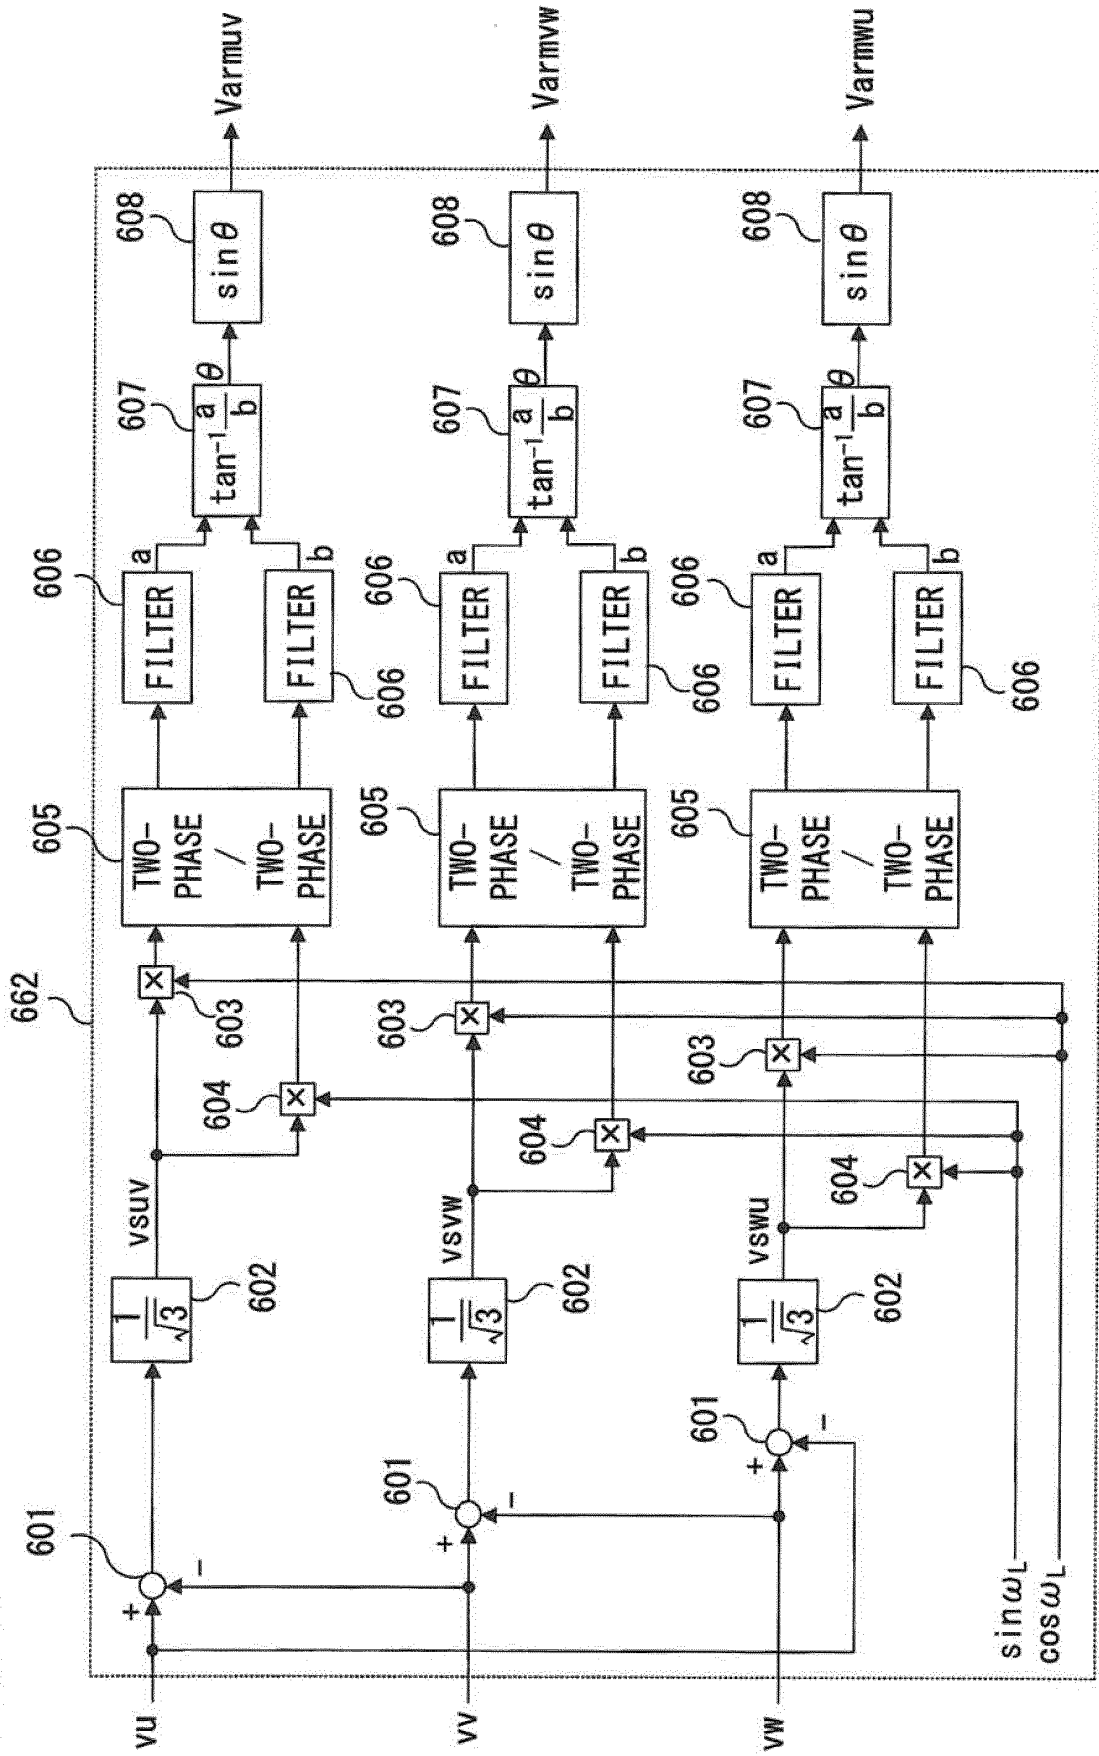 662
vu
+
-
601
1/√3
602
vsuv
×
603
×
604
TWO-
PHASE
/
TWO-
PHASE
605
FILTER
606
a
FILTER
606
b
tan⁻¹ a/b
607
θ
sinθ
608
Varmuv
vv
+
-
601
1/√3
602
vsvw
×
603
×
604
TWO-
PHASE
/
TWO-
PHASE
605
FILTER
606
a
FILTER
606
b
tan⁻¹ a/b
607
θ
sinθ
608
Varmvw
vw
+
-
601
1/√3
602
vswu
×
603
×
604
TWO-
PHASE
/
TWO-
PHASE
605
FILTER
606
a
FILTER
606
b
tan⁻¹ a/b
607
θ
sinθ
608
Varmwu
sinωL
cosωL